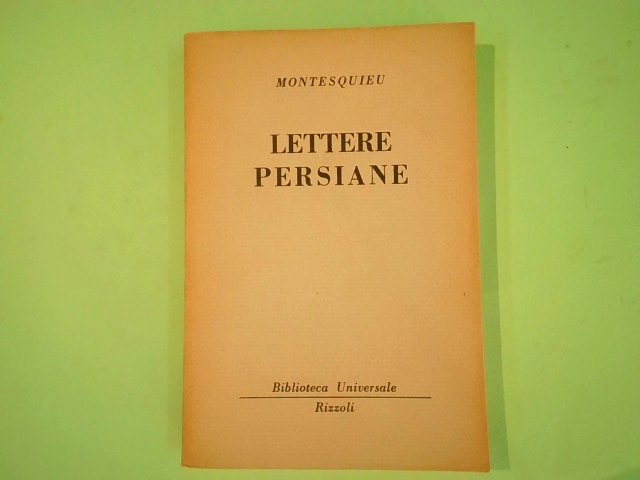 MONTESQUIEU
LETTERE
PERSIANE
Biblioteca Universale
Rizzoli